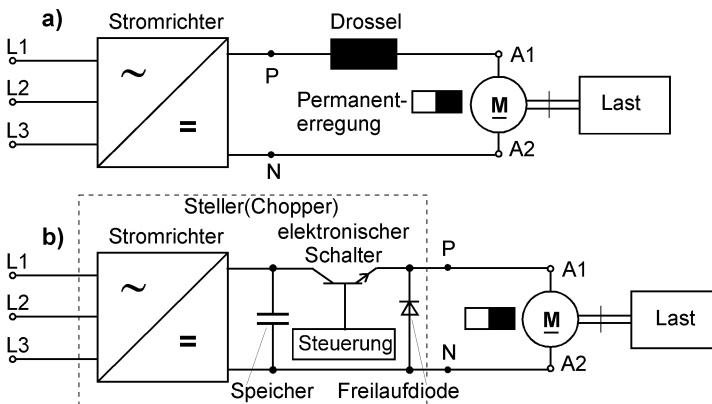 a)
Stromrichter
Drossel
L1
L2
L3
~
=
P
N
A1
A2
Permanent-
erregung
M
Last
Steller(Chopper)
b)
Stromrichter
elektronischer
Schalter
L1
L2
L3
~
=
P
N
A1
A2
M
Last
Steuerung
Speicher
Freilaufdiode